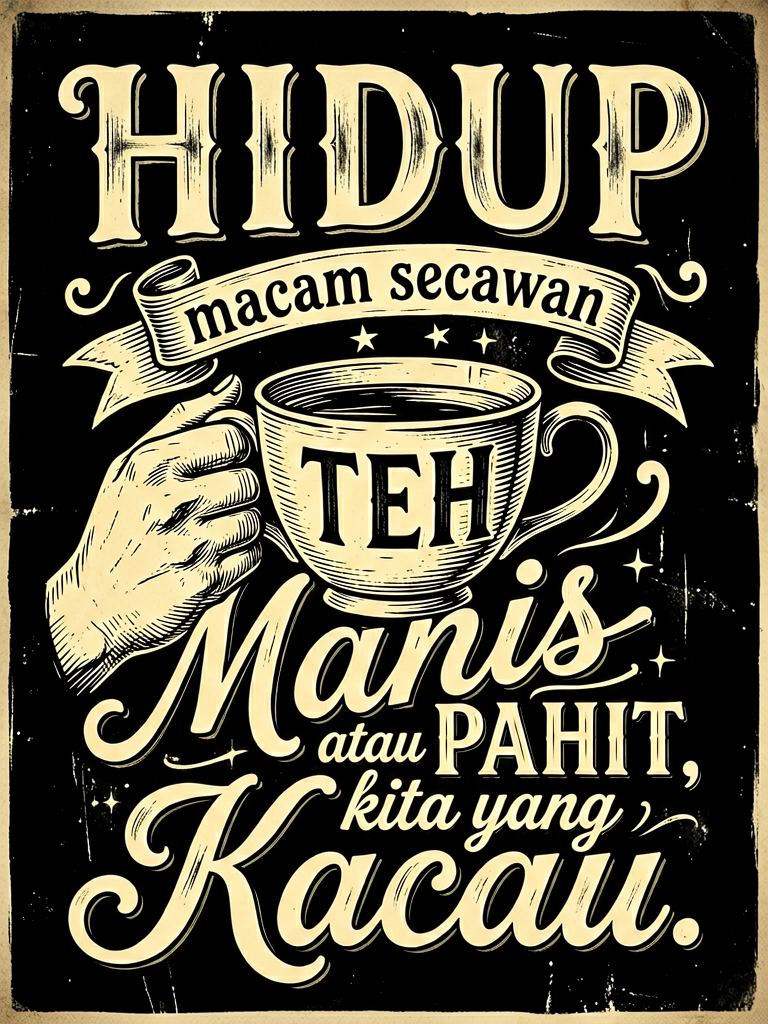 HIDUP
macam secawan
TEH
Manis
atau PAHIT,
kita yang
Kacau.